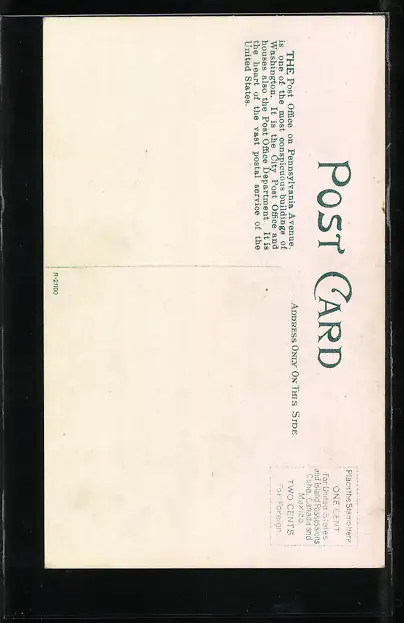 POST CARD
THE Post Office on Pennsylvania Avenue,
is one of the most conspicuous buildings of
Washington. It is the City Post Office and
houses also the Post Office Department. It is
the heart of the vast postal service of the
United States.
ADDRESS ONLY ON THIS SIDE
Place the Stamp Here
ONE CENT
For United States
and Island Possessions
Cuba, Canada and
Mexico.
TWO CENTS
For Foreign.
R-21100